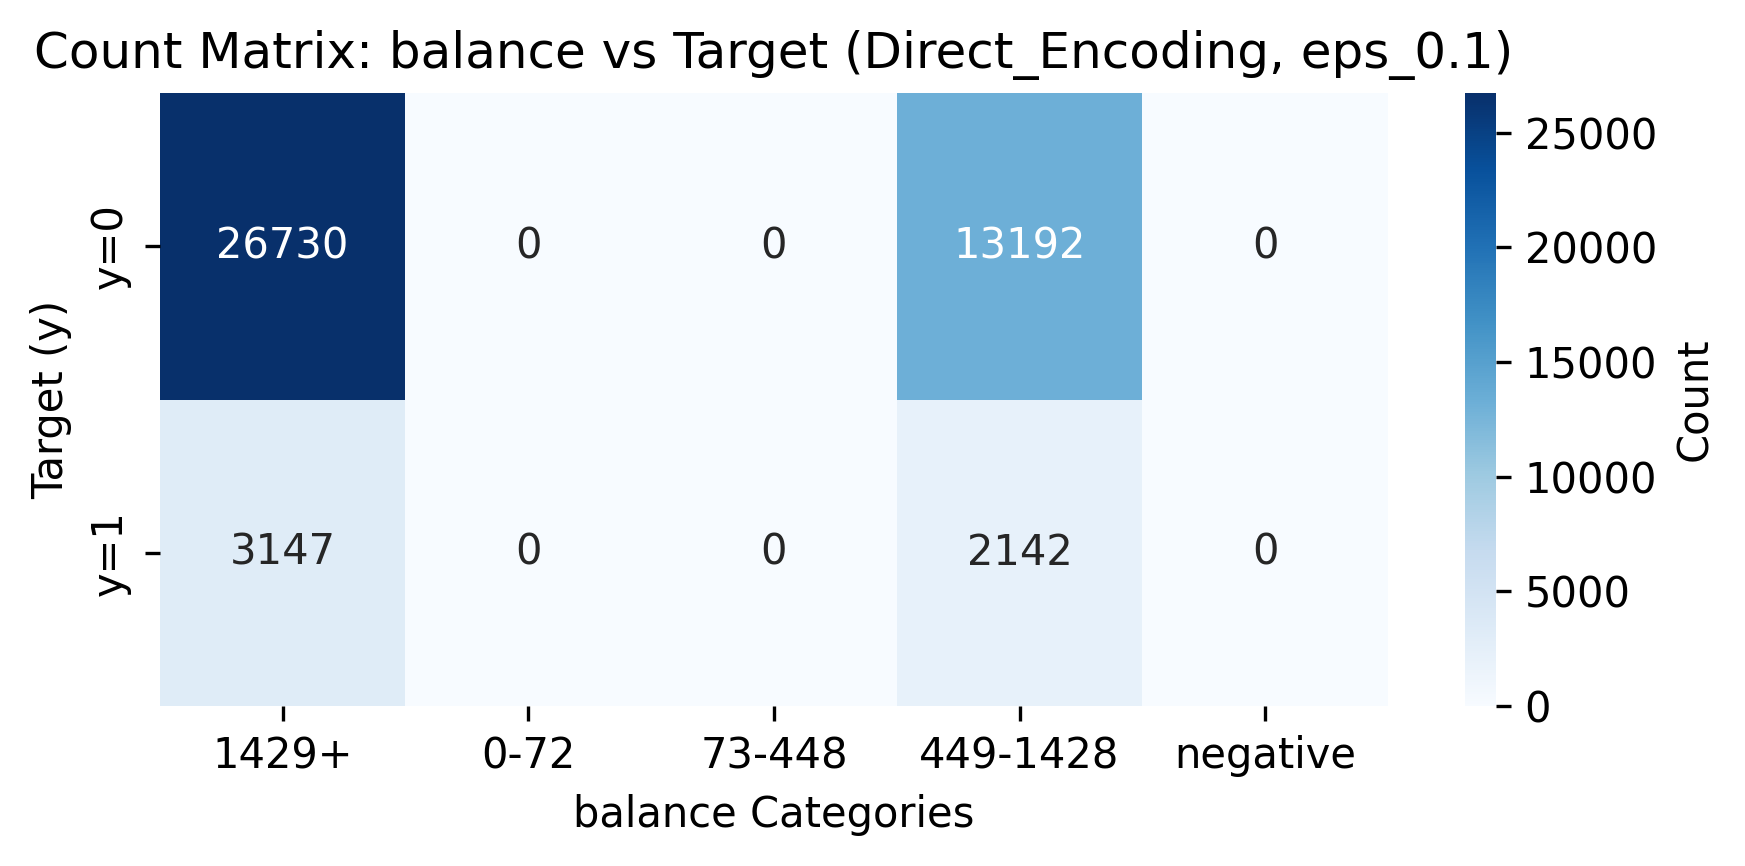 Count Matrix: balance vs Target (Direct_Encoding, eps_0.1)
Target (y)
y=0
26730 0 0 13192 0
y=1
3147 0 0 2142 0
1429+ 0-72 73-448 449-1428 negative
balance Categories
25000
20000
15000
10000
5000
0
Count